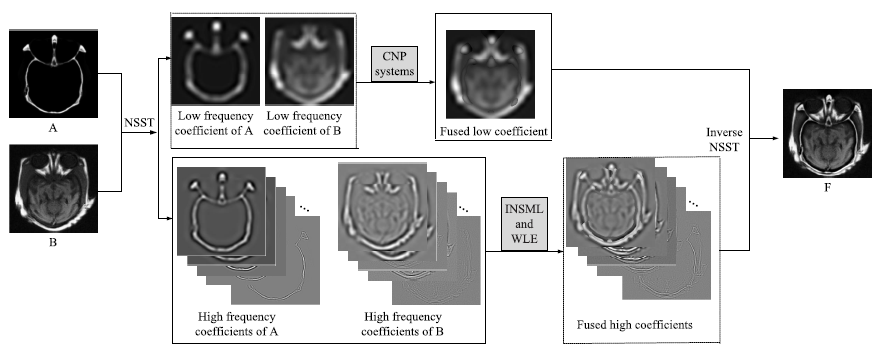 A
B
NSST
Low frequency
coefficient of A
Low frequency
coefficient of B
CNP
systems
Fused low coefficient
...
High frequency
coefficients of A
...
High frequency
coefficients of B
INSML
and
WLE
...
Fused high coefficients
Inverse
NSST
F